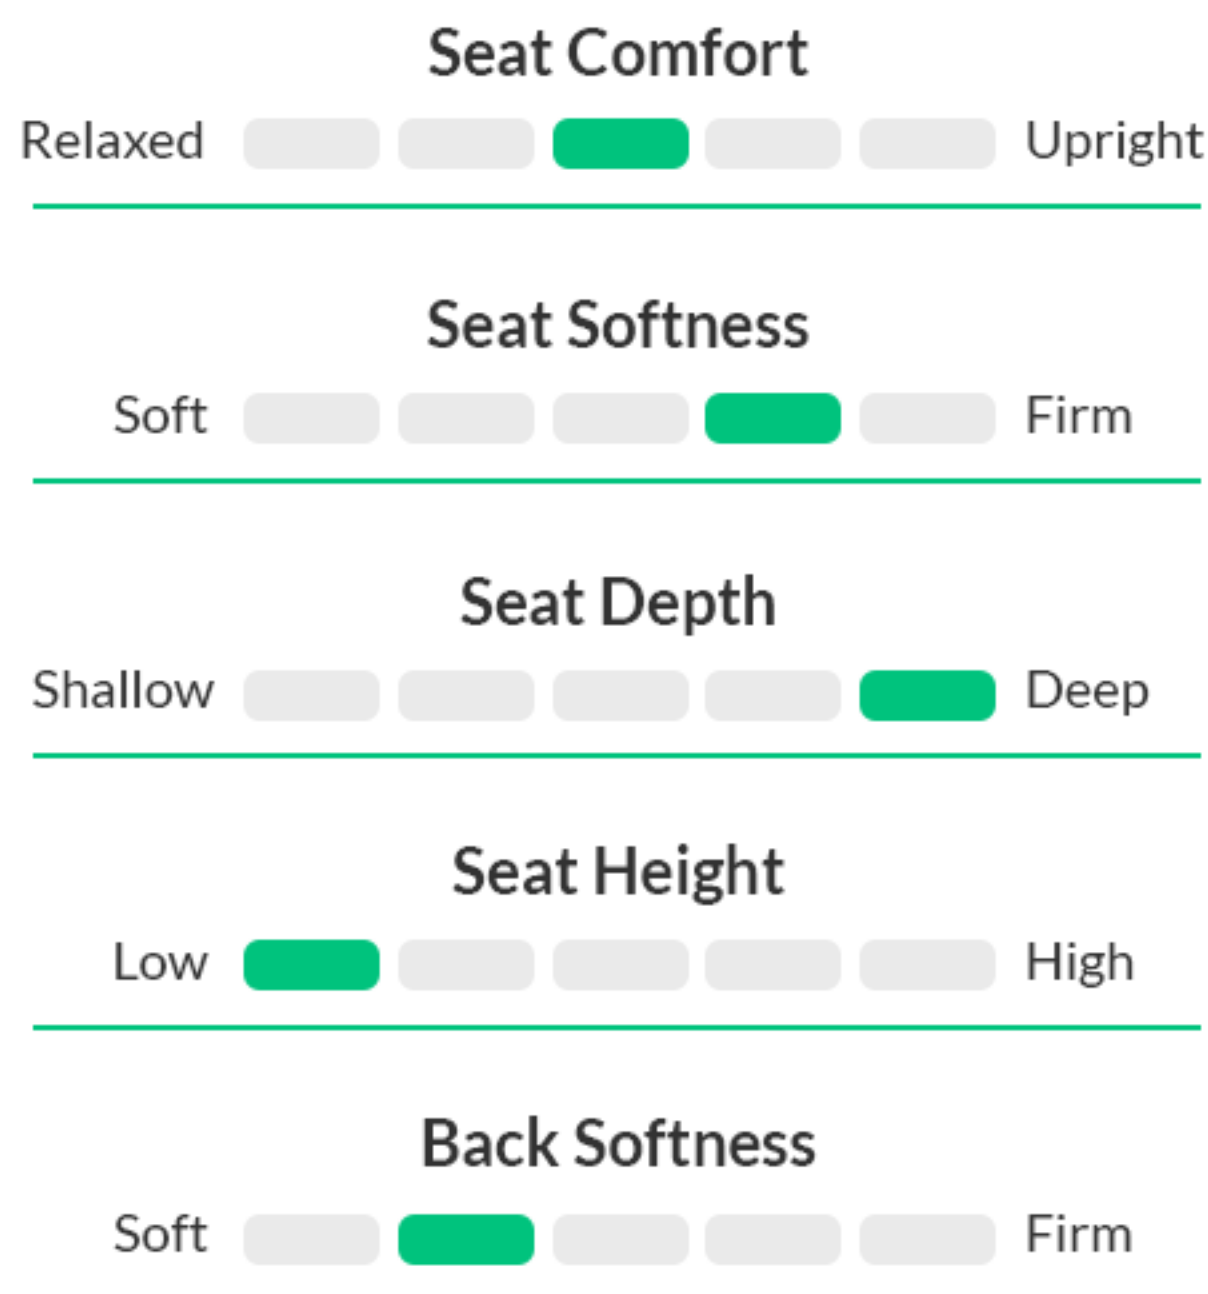 Seat Comfort
Relaxed Upright
Seat Softness
Soft Firm
Seat Depth
Shallow Deep
Seat Height
Low High
Back Softness
Soft Firm